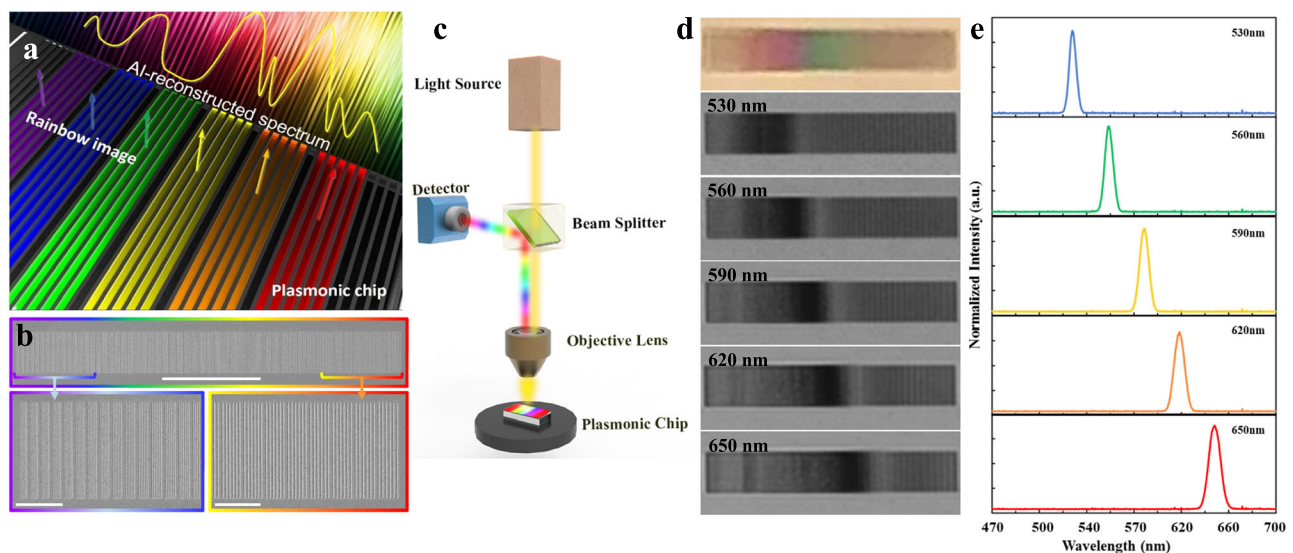 a
AI-reconstructed spectrum
Rainbow image
Plasmonic chip
b
c
Light Source
Detector
Beam Splitter
Objective Lens
Plasmonic Chip
d
530 nm
560 nm
590 nm
620 nm
650 nm
e
530nm
560nm
590nm
620nm
650nm
Normalized Intensity (a.u.)
470 500 540 570 620 660 700
Wavelength (nm)